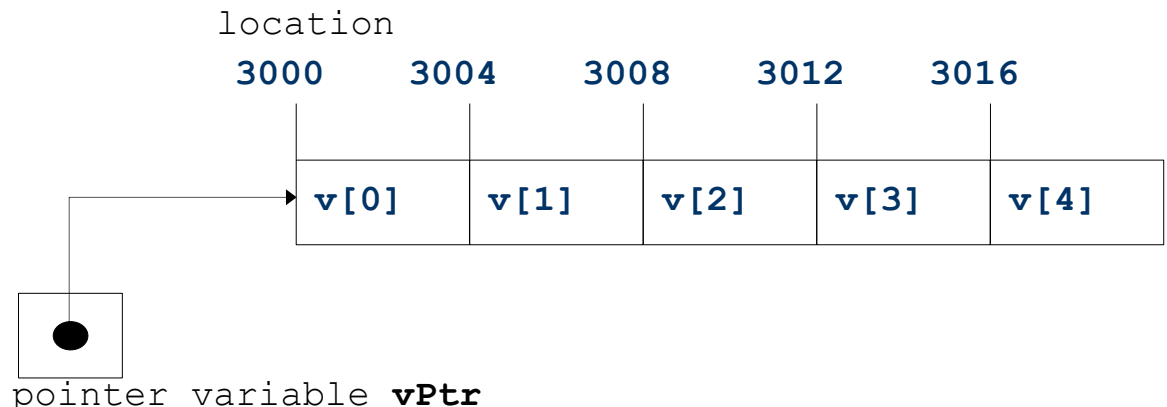 location
3000 3004 3008 3012 3016
v[0] v[1] v[2] v[3] v[4]
pointer variable vPtr